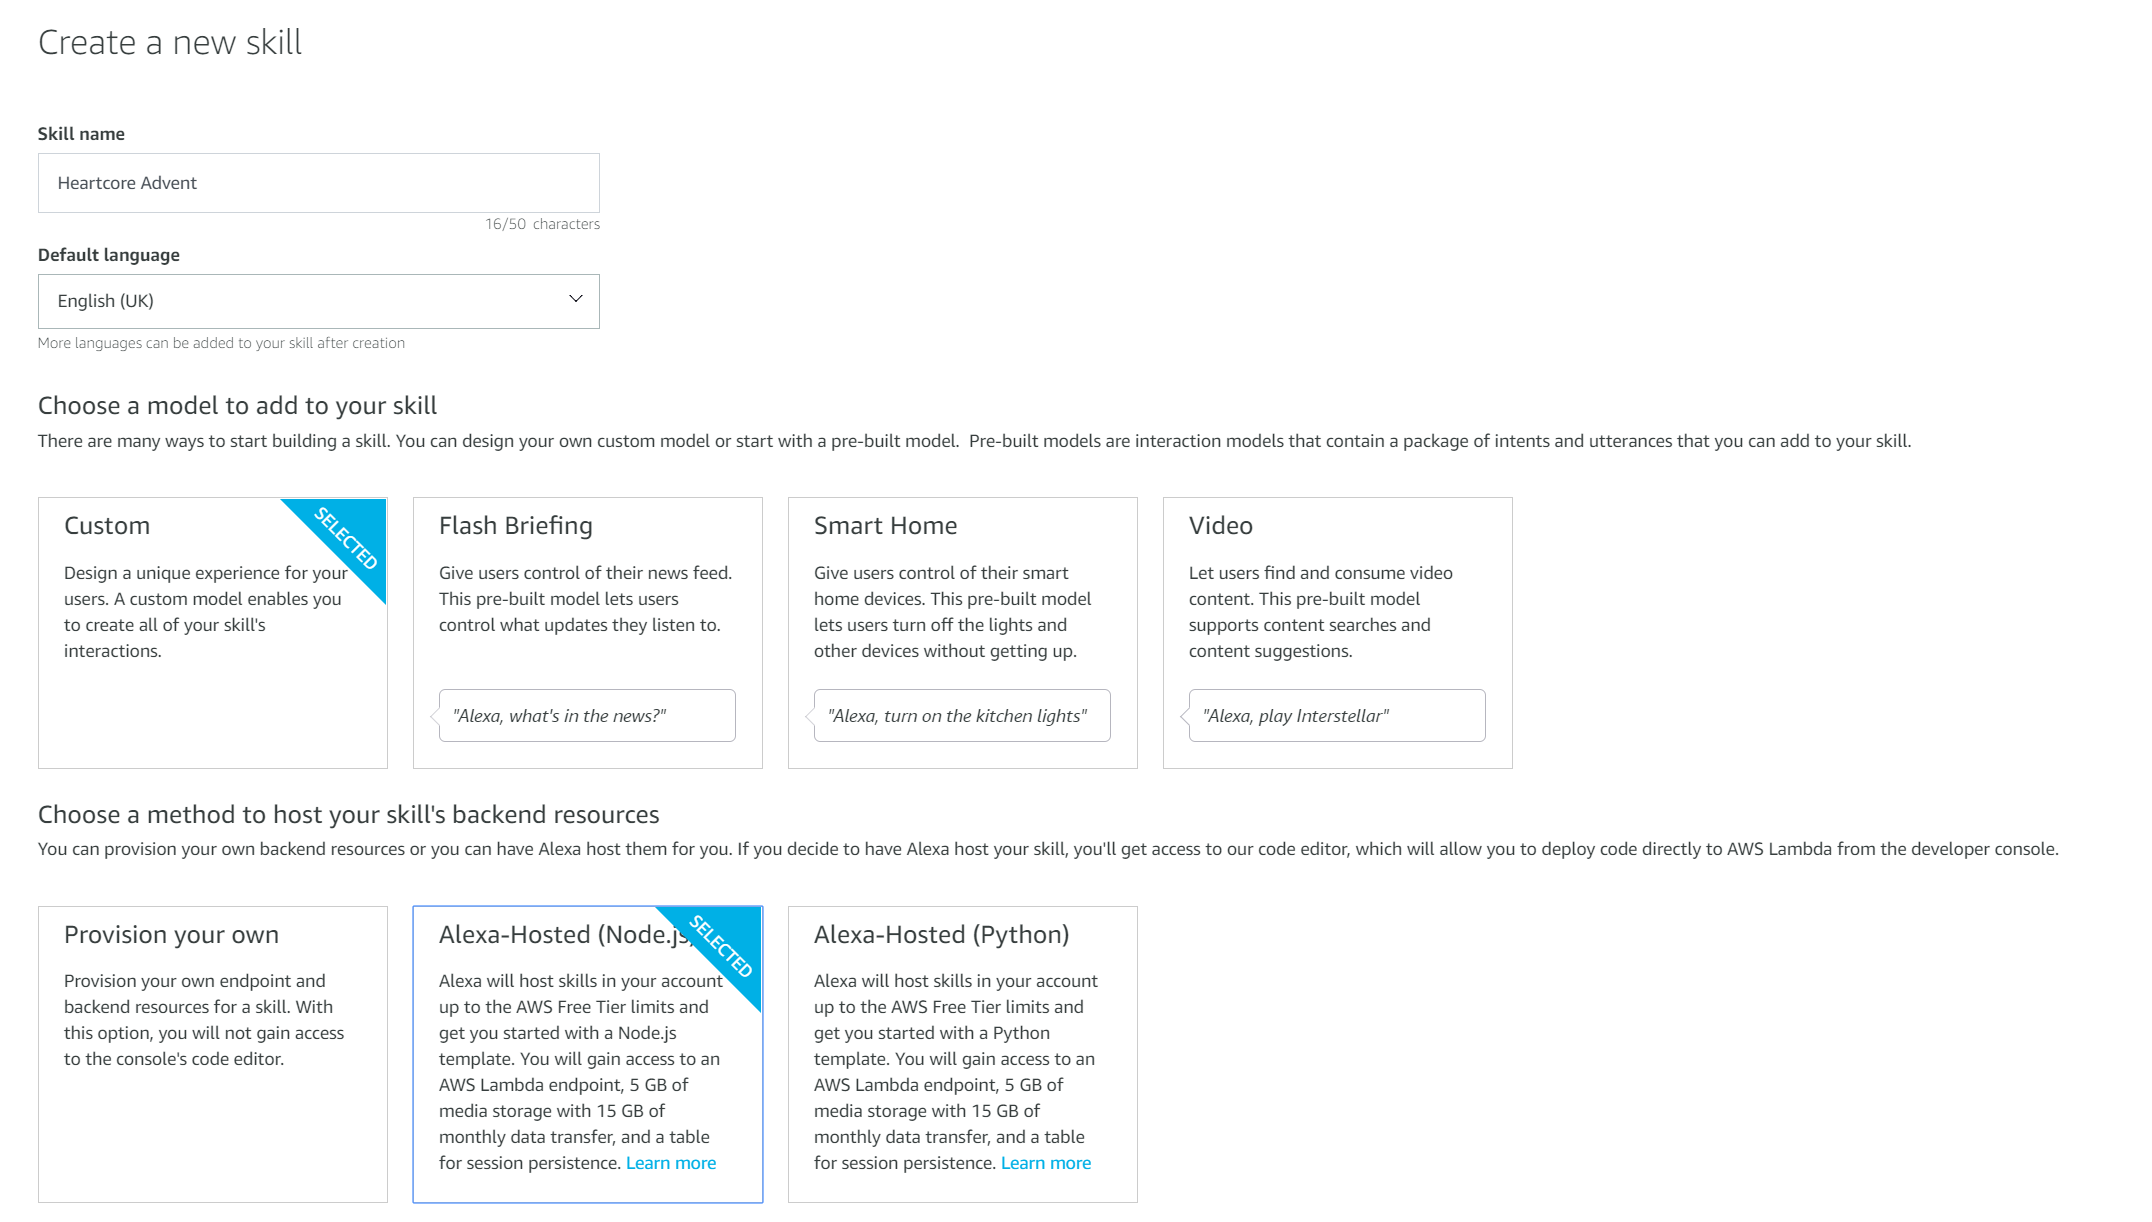 Create a new skill
Skill name
Heartcore Advent
16/50 characters
Default language
English (UK)
More languages can be added to your skill after creation
Choose a model to add to your skill
There are many ways to start building a skill. You can design your own custom model or start with a pre-built model. Pre-built models are interaction models that contain a package of intents and utterances that you can add to your skill.
Custom
SELECTED
Design a unique experience for your
users. A custom model enables you
to create all of your skill's
interactions.
Flash Briefing
Give users control of their news feed.
This pre-built model lets users
control what updates they listen to.
"Alexa, what's in the news?"
Smart Home
Give users control of their smart
home devices. This pre-built model
lets users turn off the lights and
other devices without getting up.
"Alexa, turn on the kitchen lights"
Video
Let users find and consume video
content. This pre-built model
supports content searches and
content suggestions.
"Alexa, play Interstellar"
Choose a method to host your skill's backend resources
You can provision your own backend resources or you can have Alexa host them for you. If you decide to have Alexa host your skill, you'll get access to our code editor, which will allow you to deploy code directly to AWS Lambda from the developer console.
Provision your own
Provision your own endpoint and
backend resources for a skill. With
this option, you will not gain access
to the console's code editor.
Alexa-Hosted (Node.js)
SELECTED
Alexa will host skills in your account
up to the AWS Free Tier limits and
get you started with a Node.js
template. You will gain access to an
AWS Lambda endpoint, 5 GB of
media storage with 15 GB of
monthly data transfer, and a table
for session persistence. Learn more
Alexa-Hosted (Python)
Alexa will host skills in your account
up to the AWS Free Tier limits and
get you started with a Python
template. You will gain access to an
AWS Lambda endpoint, 5 GB of
media storage with 15 GB of
monthly data transfer, and a table
for session persistence. Learn more